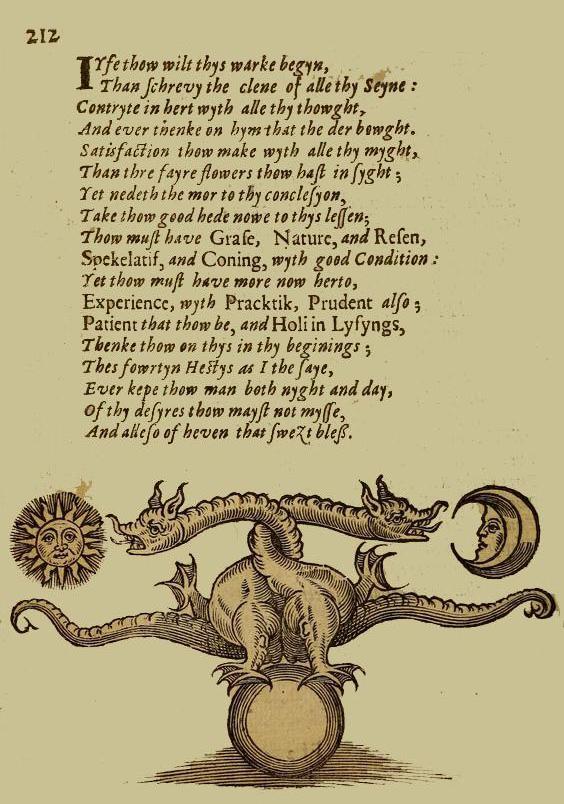 212
IYfe thow wilt thys warke begyn,
Than ſchrevy the clene of alle thy Seyne :
Contryte in hert wyth alle thy thowght,
And ever thenke on hym that the der bowght.
Satisfaction thow make wyth alle thy myght,
Than thre fayre flowers thow haſt in ſyght ;
Yet nedeth the mor to thy concleſyon,
Take thow good hede nowe to thys leſſen;
Thow muſt have Graſe, Nature, and Reſen,
Spekelatif, and Coning, wyth good Condition :
Yet thow muſt have more now herto,
Experience, wyth Pracktik, Prudent alſo ;
Patient that thow be, and Holi in Lyfyngs,
Thenke thow on thys in thy beginings ;
Thes fowrtyn Heſtys as I the ſaye,
Ever kepe thow man both nyght and day,
Of thy deſyres thow mayſt not myſſe,
And alleſo of heven that ſweʒt bleß.